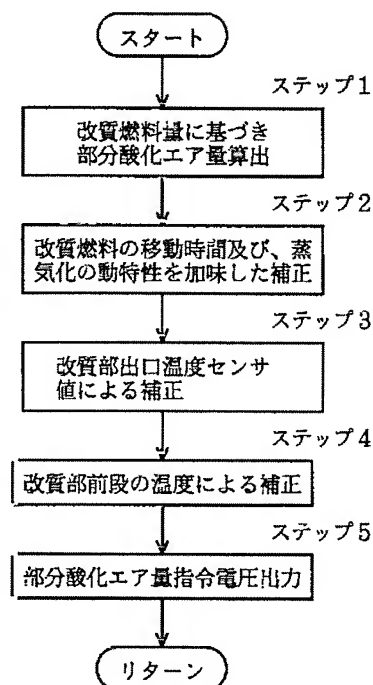 スタート
ステップ1
改質燃料量に基づき
部分酸化エア量算出
ステップ2
改質燃料の移動時間及び、蒸
気化の動特性を加味した補正
ステップ3
改質部出口温度センサ
値による補正
ステップ4
改質部前段の温度による補正
ステップ5
部分酸化エア量指令電圧出力
リターン